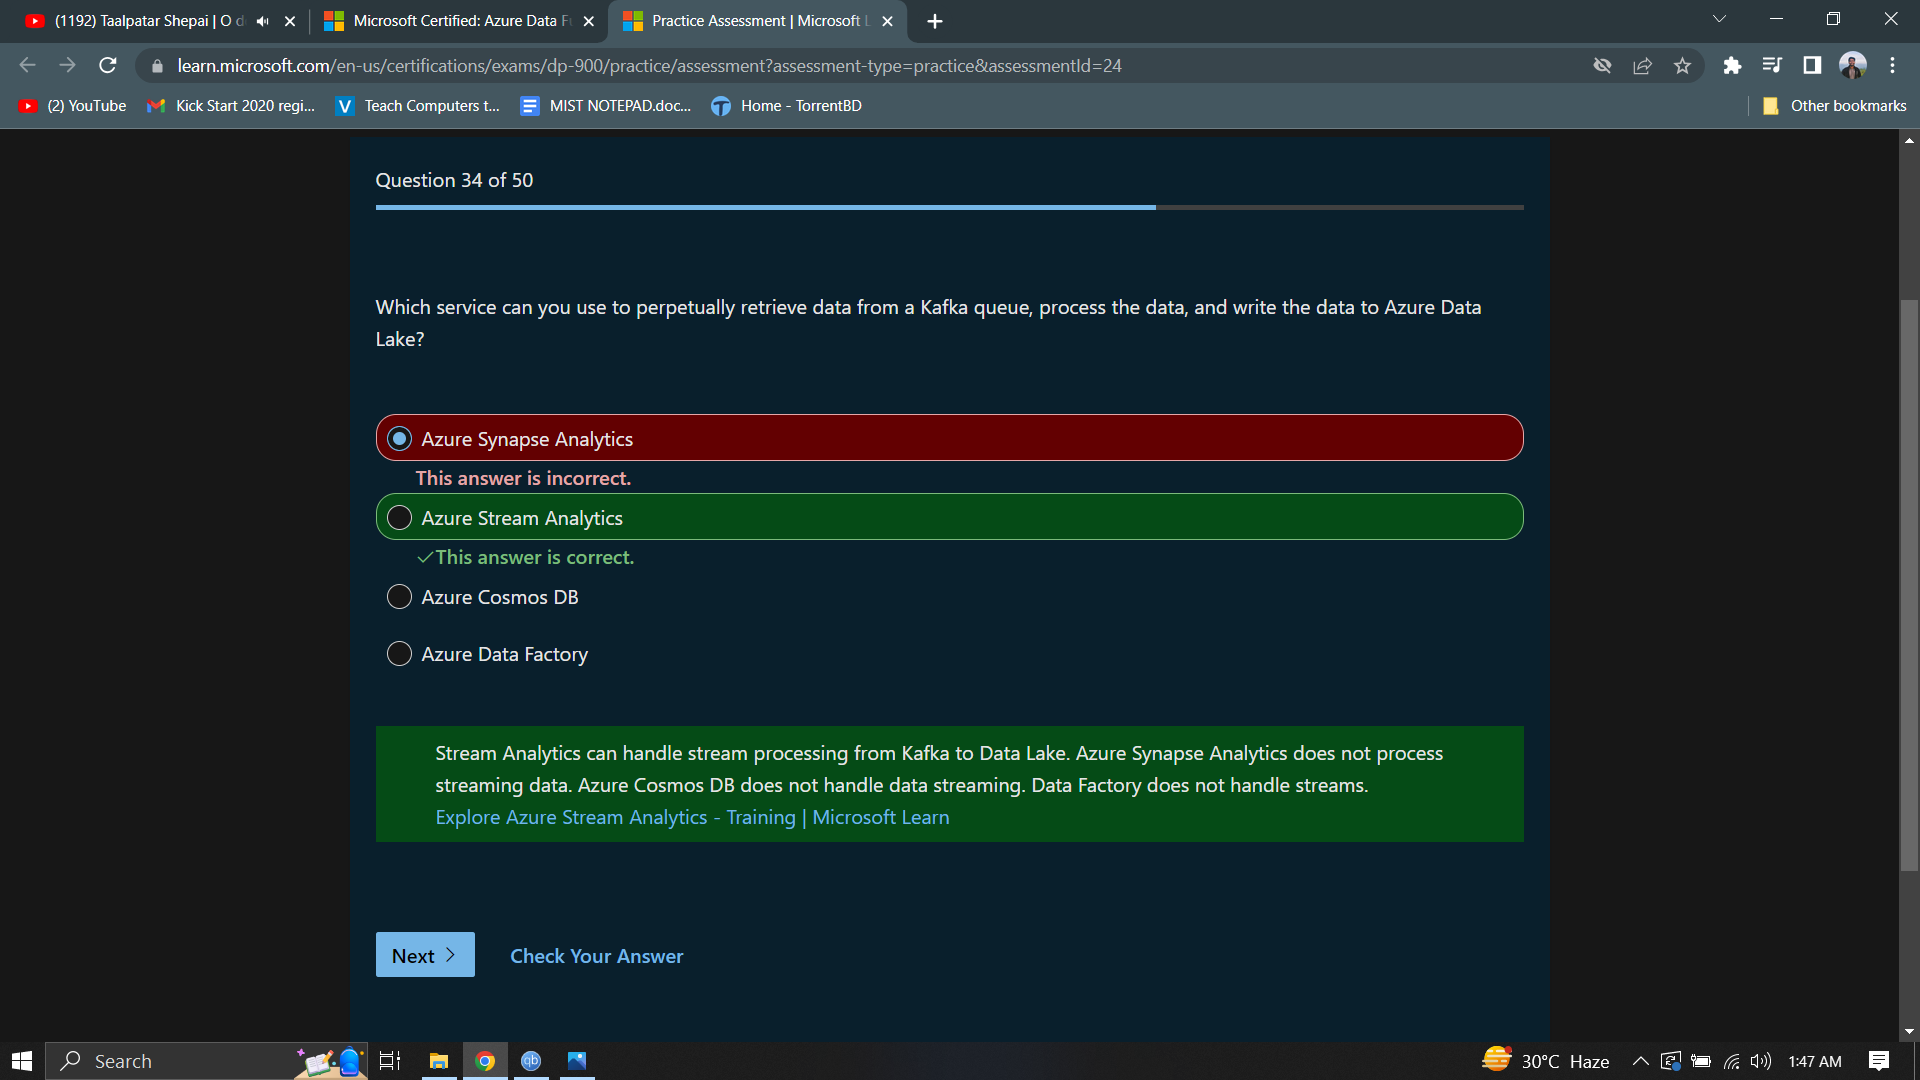 (1192) Taalpatar Shepai | O d
Microsoft Certified: Azure Data F
Practice Assessment | Microsoft L
learn.microsoft.com/en-us/certifications/exams/dp-900/practice/assessment?assessment-type=practice&assessmentId=24
(2) YouTube
Kick Start 2020 regi...
Teach Computers t...
MIST NOTEPAD.doc...
Home - TorrentBD
Other bookmarks
Question 34 of 50
Which service can you use to perpetually retrieve data from a Kafka queue, process the data, and write the data to Azure Data
Lake?
Azure Synapse Analytics
This answer is incorrect.
Azure Stream Analytics
✓This answer is correct.
Azure Cosmos DB
Azure Data Factory
Stream Analytics can handle stream processing from Kafka to Data Lake. Azure Synapse Analytics does not process
streaming data. Azure Cosmos DB does not handle data streaming. Data Factory does not handle streams.
Explore Azure Stream Analytics - Training | Microsoft Learn
Next
Check Your Answer
Search
qb
30°C Haze
1:47 AM